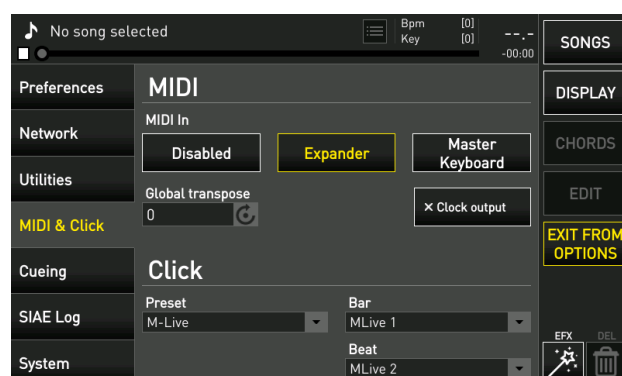 No song selected
Bpm [0]
Key [0]
--.-
-00:00
SONGS
DISPLAY
CHORDS
EDIT
EXIT FROM
OPTIONS
EFX DEL
Preferences
Network
Utilities
MIDI & Click
Cueing
SIAE Log
System
MIDI
MIDI In
Disabled
Expander
Master
Keyboard
Global transpose
0
× Clock output
Click
Preset
M-Live
Bar
MLive 1
Beat
MLive 2